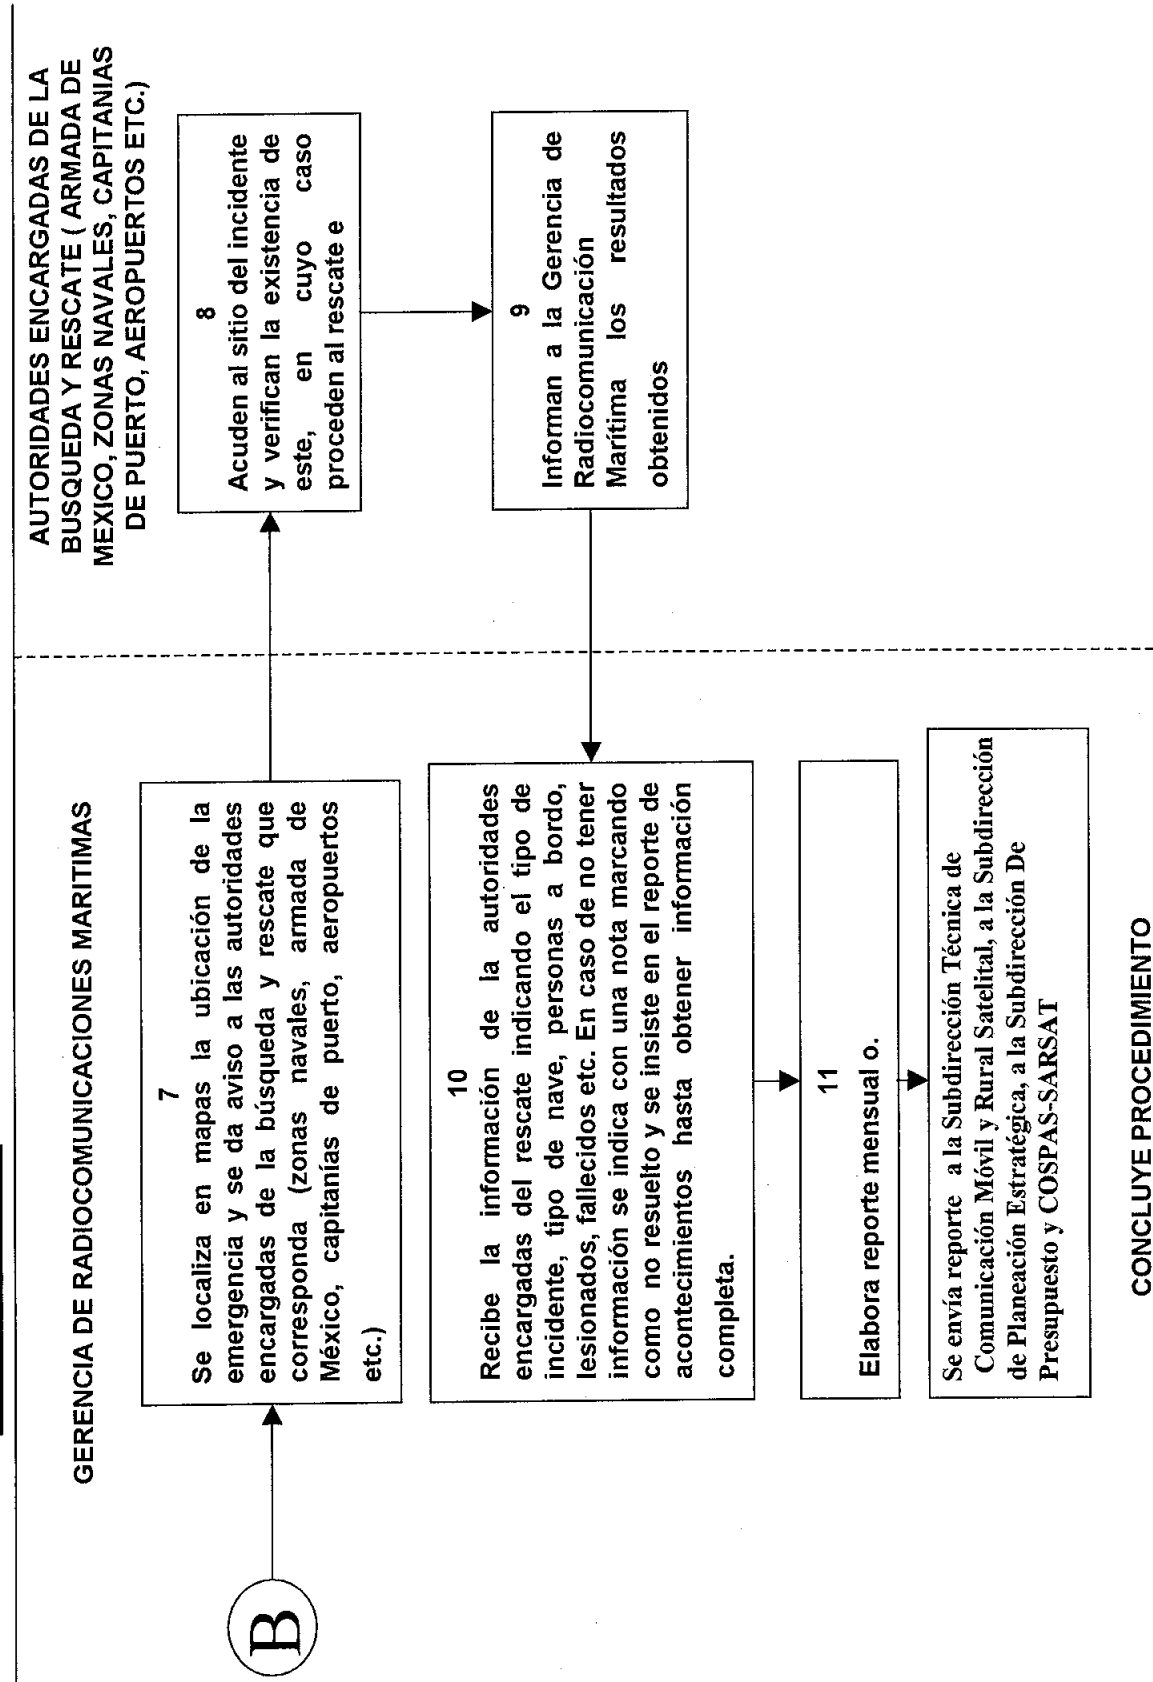 GERENCIA DE RADIOCOMUNICACIONES MARITIMAS
AUTORIDADES ENCARGADAS DE LA
BUSQUEDA Y RESCATE ( ARMADA DE
MEXICO, ZONAS NAVALES, CAPITANIAS
DE PUERTO, AEROPUERTOS ETC.)
B
7
Se localiza en mapas la ubicación de la
emergencia y se da aviso a las autoridades
encargadas de la búsqueda y rescate que
corresponda (zonas navales, armada de
México, capitanías de puerto, aeropuertos
etc.)
8
Acuden al sitio del incidente
y verifican la existencia de
este, en cuyo caso
proceden al rescate e
9
Informan a la Gerencia de
Radiocomunicación
Marítima los resultados
obtenidos
10
Recibe la información de la autoridades
encargadas del rescate indicando el tipo de
incidente, tipo de nave, personas a bordo,
lesionados, fallecidos etc. En caso de no tener
información se indica con una nota marcando
como no resuelto y se insiste en el reporte de
acontecimientos hasta obtener información
completa.
11
Elabora reporte mensual o.
Se envía reporte a la Subdirección Técnica de
Comunicación Móvil y Rural Satelital, a la Subdirección
de Planeación Estratégica, a la Subdirección De
Presupuesto y COSPAS-SARSAT
CONCLUYE PROCEDIMIENTO